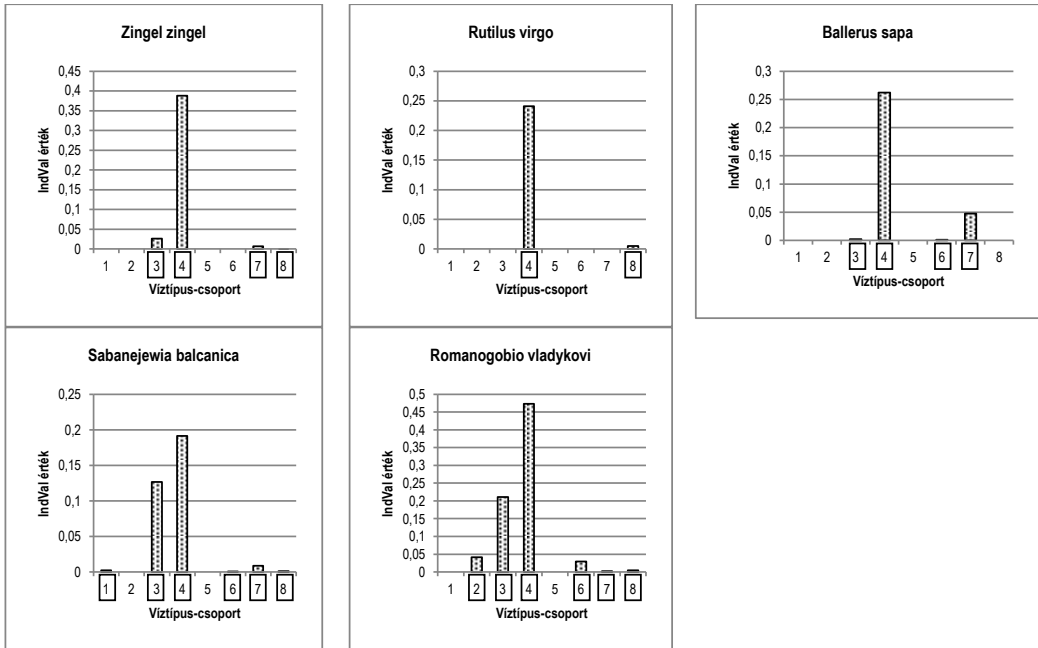 Zingel zingel
IndVal érték
0,45
0,4
0,35
0,3
0,25
0,2
0,15
0,1
0,05
0
1 2 3 4 5 6 7 8
Víztípus-csoport
Rutilus virgo
IndVal érték
0,3
0,25
0,2
0,15
0,1
0,05
0
1 2 3 4 5 6 7 8
Víztípus-csoport
Ballerus sapa
IndVal érték
0,3
0,25
0,2
0,15
0,1
0,05
0
1 2 3 4 5 6 7 8
Víztípus-csoport
Sabanejewia balcanica
IndVal érték
0,25
0,2
0,15
0,1
0,05
0
1 2 3 4 5 6 7 8
Víztípus-csoport
Romanogobio vladykovi
IndVal érték
0,5
0,45
0,4
0,35
0,3
0,25
0,2
0,15
0,1
0,05
0
1 2 3 4 5 6 7 8
Víztípus-csoport